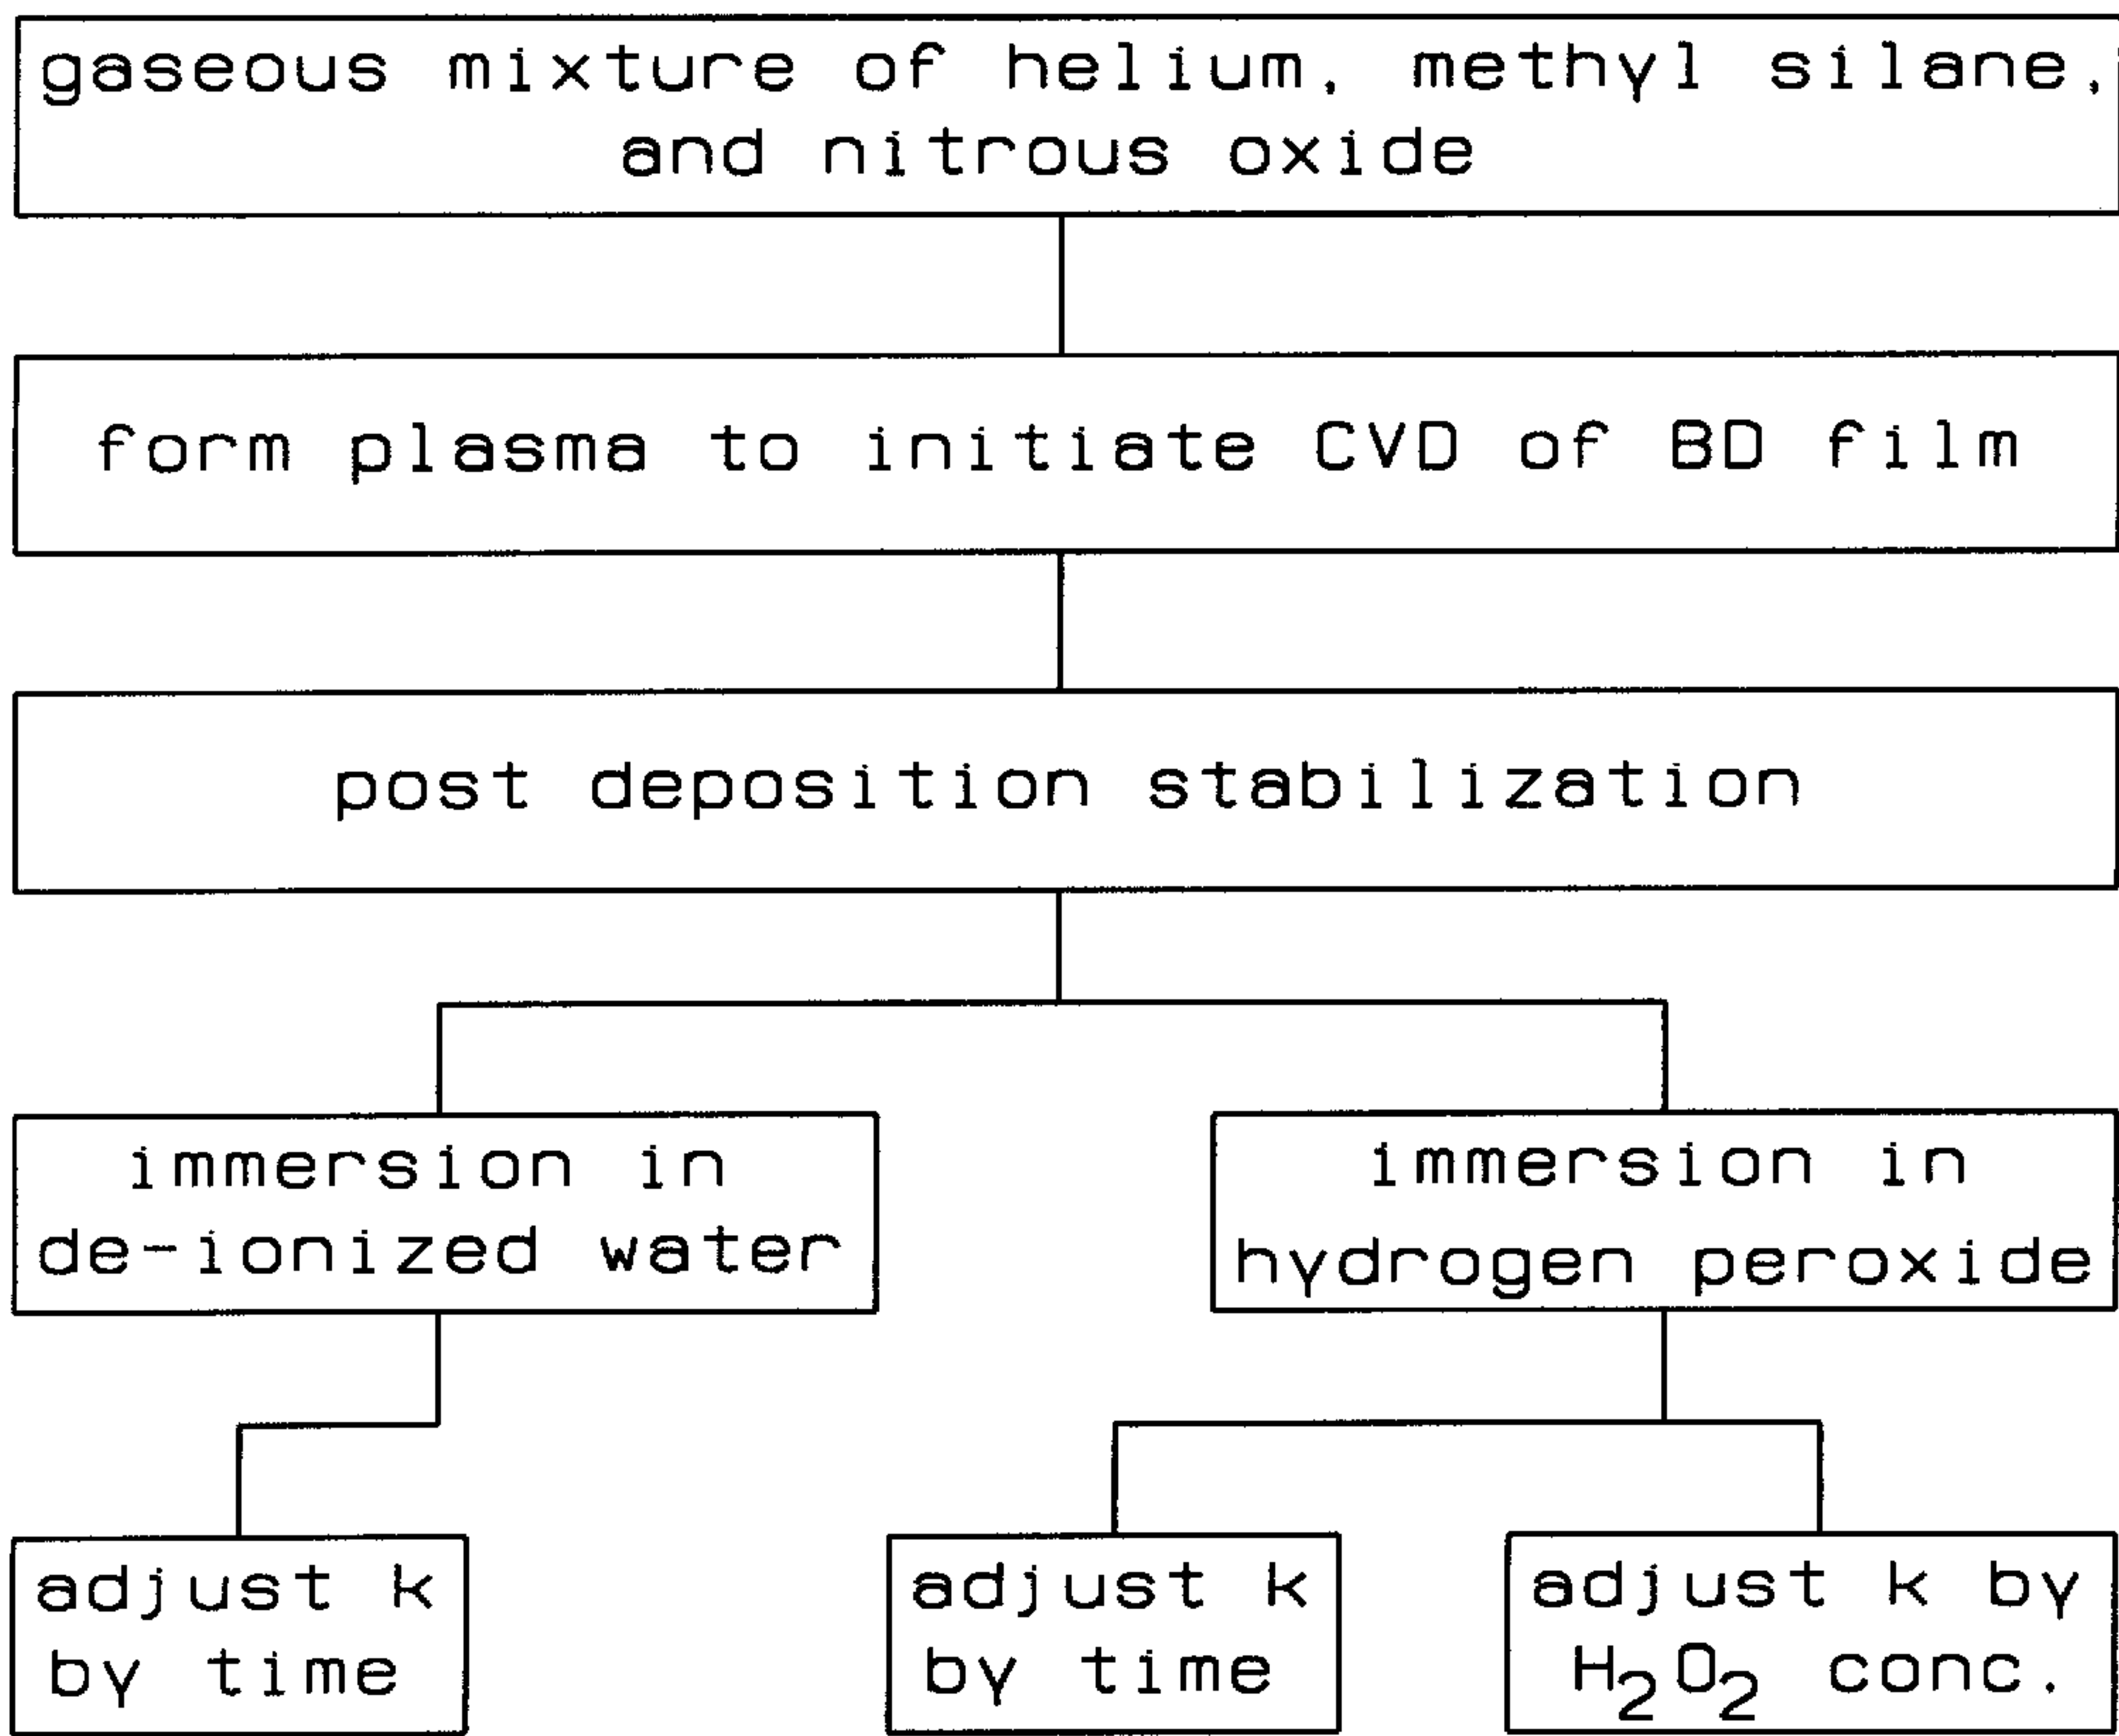 gaseous mixture of helium, methyl silane,
and nitrous oxide
form plasma to initiate CVD of BD film
post deposition stabilization
immersion in
de-ionized water
immersion in
hydrogen peroxide
adjust k
by time
adjust k
by time
adjust k by
H₂O₂ conc.